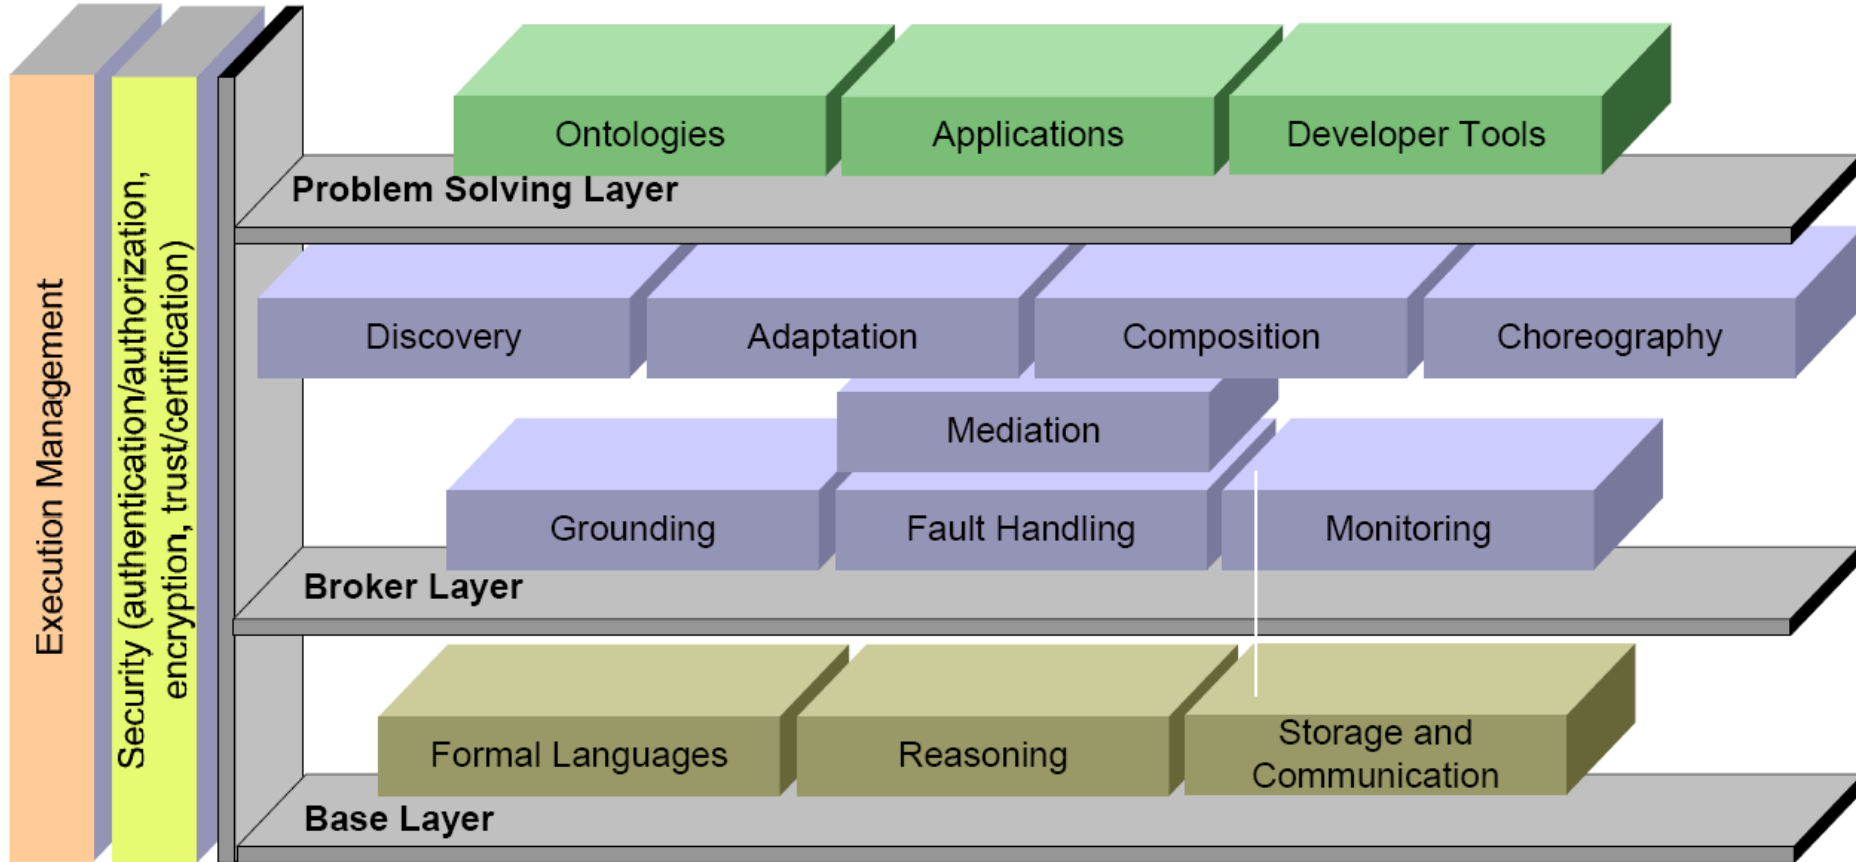 Execution Management
Security (authentication/authorization,
encryption, trust/certification)
Ontologies
Applications
Developer Tools
Problem Solving Layer
Discovery
Adaptation
Composition
Choreography
Mediation
Grounding
Fault Handling
Monitoring
Broker Layer
Formal Languages
Reasoning
Storage and
Communication
Base Layer